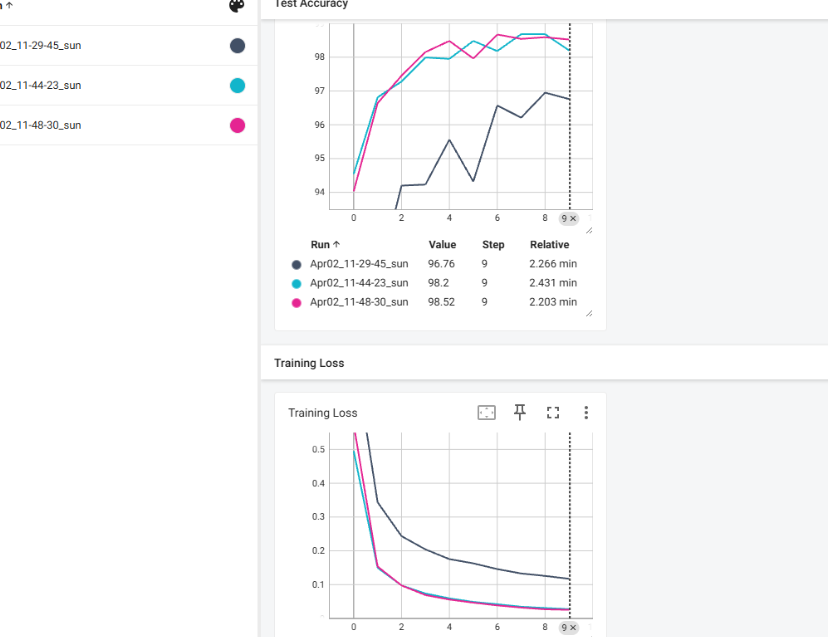 n ↑
02_11-29-45_sun
02_11-44-23_sun
02_11-48-30_sun
Test Accuracy
98
97
96
95
94
0 2 4 6 8 9 ×
Run ↑ Value Step Relative
Apr02_11-29-45_sun 96.76 9 2.266 min
Apr02_11-44-23_sun 98.2 9 2.431 min
Apr02_11-48-30_sun 98.52 9 2.203 min
Training Loss
Training Loss
0.5
0.4
0.3
0.2
0.1
0 2 4 6 8 9 ×